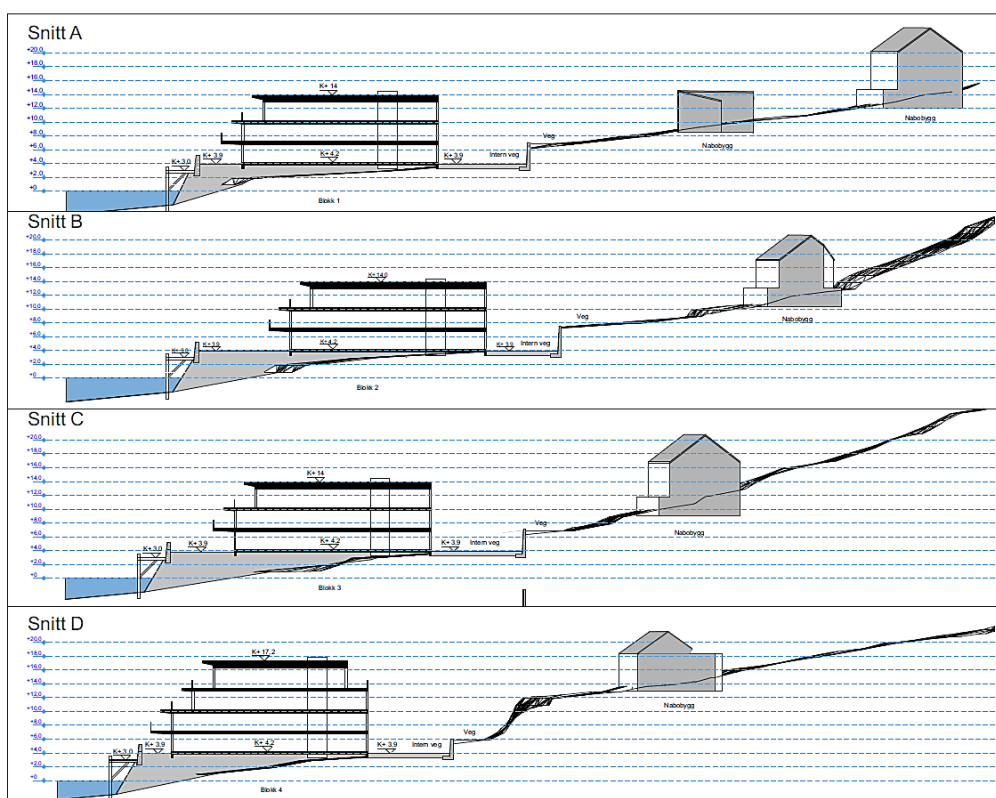 Snitt A
+20,0
+18,0
+16,0
+14,0
+12,0
+10,0
+8,0
+6,0
+4,0
+2,0
+0
K+ 14
K+ 3,0
K+ 3,9
K+ 4,2
K+ 3,9
Intern veg
Veg
Nabobygg
Nabobygg
Blokk 1
Snitt B
+20,0
+18,0
+16,0
+14,0
+12,0
+10,0
+8,0
+6,0
+4,0
+2,0
+0
K+ 14,0
K+ 3,9
K+ 4,2
K+ 3,9
Intern veg
Veg
Nabobygg
Blokk 2
Snitt C
+20,0
+18,0
+16,0
+14,0
+12,0
+10,0
+8,0
+6,0
+4,0
+2,0
+0
K+ 14
K+ 3,0
K+ 3,9
K+ 4,2
K+ 3,9
Intern veg
Veg
Nabobygg
Blokk 3
Snitt D
+20,0
+18,0
+16,0
+14,0
+12,0
+10,0
+8,0
+6,0
+4,0
+2,0
+0
K+ 17,2
K+ 3,0
K+ 3,9
K+ 4,2
K+ 3,9
Intern veg
Veg
Nabobygg
Blokk 4